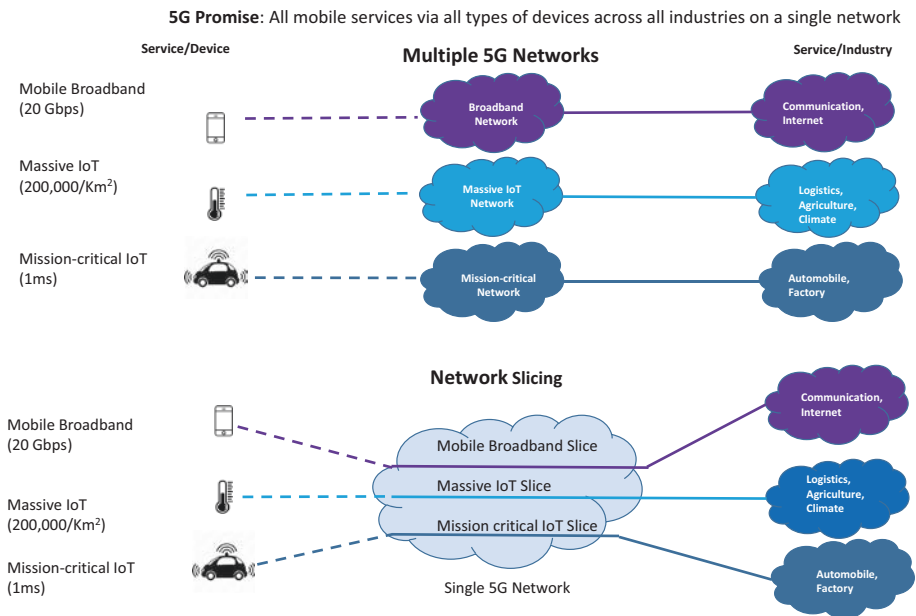 5G Promise: All mobile services via all types of devices across all industries on a single network
Service/Device
Multiple 5G Networks
Service/Industry
Mobile Broadband
(20 Gbps)
Broadband
Network
Communication,
Internet
Massive IoT
(200,000/Km²)
Massive IoT
Network
Logistics,
Agriculture,
Climate
Mission-critical IoT
(1ms)
Mission-critical
Network
Automobile,
Factory
Network Slicing
Mobile Broadband
(20 Gbps)
Mobile Broadband Slice
Communication,
Internet
Massive IoT
(200,000/Km²)
Massive IoT Slice
Logistics,
Agriculture,
Climate
Mission-critical IoT
(1ms)
Mission critical IoT Slice
Single 5G Network
Automobile,
Factory